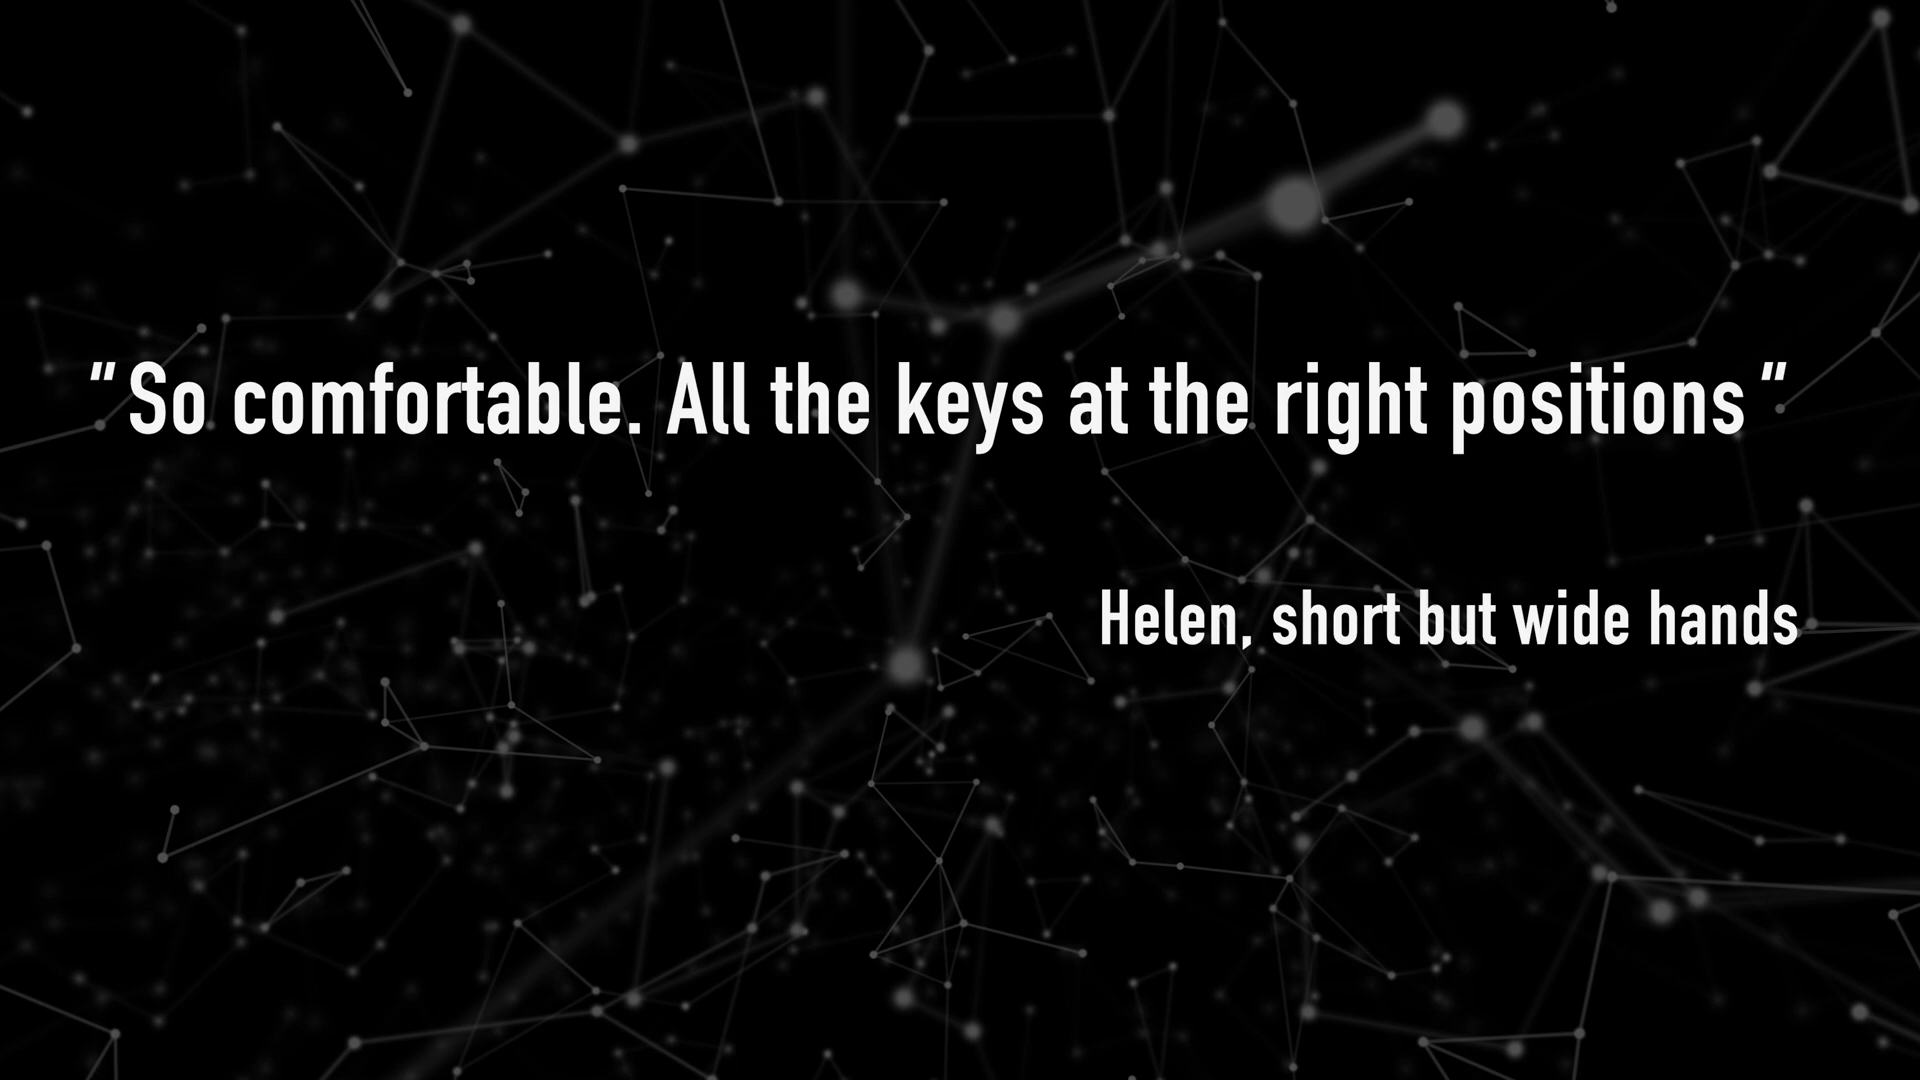 "So comfortable. All the keys at the right positions"
Helen, short but wide hands